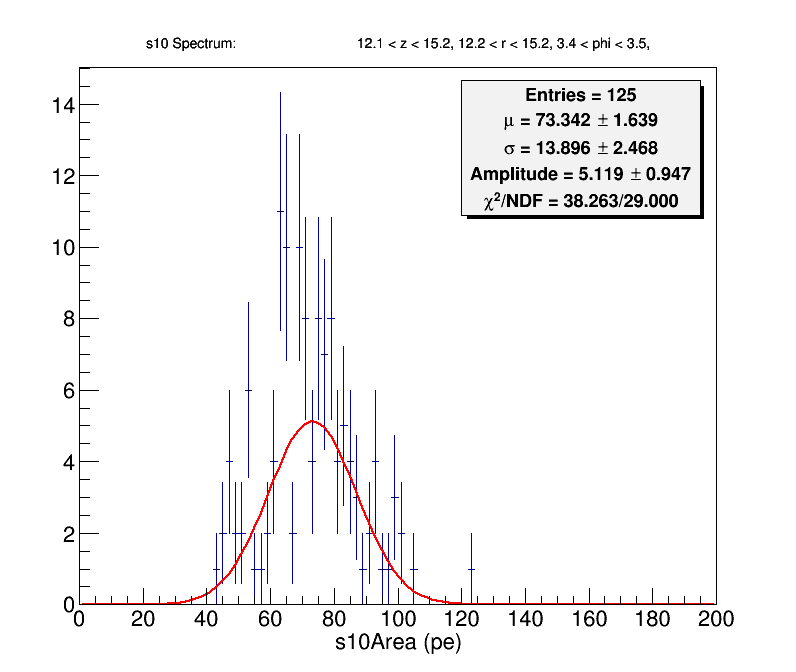 s10 Spectrum: 12.1 < z < 15.2, 12.2 < r < 15.2, 3.4 < phi < 3.5,
Entries = 125
μ = 73.342 ± 1.639
σ = 13.896 ± 2.468
Amplitude = 5.119 ± 0.947
χ²/NDF = 38.263/29.000
14
12
10
8
6
4
2
0
0 20 40 60 80 100 120 140 160 180 200
s10Area (pe)